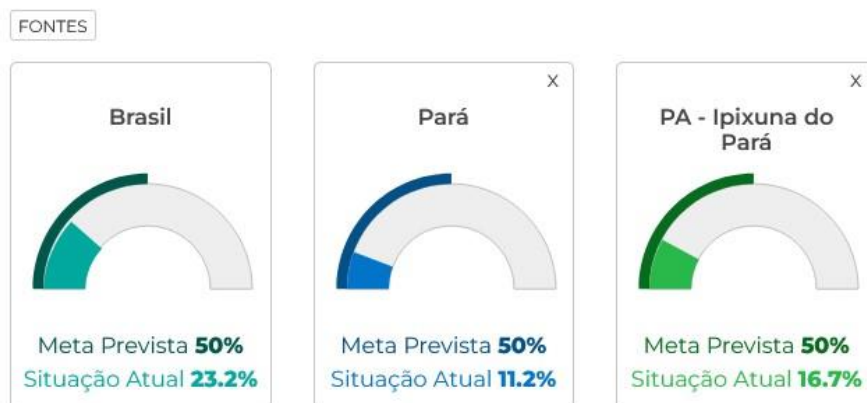 FONTES
Brasil
Meta Prevista 50%
Situação Atual 23.2%
X
Pará
Meta Prevista 50%
Situação Atual 11.2%
X
PA - Ipixuna do
Pará
Meta Prevista 50%
Situação Atual 16.7%